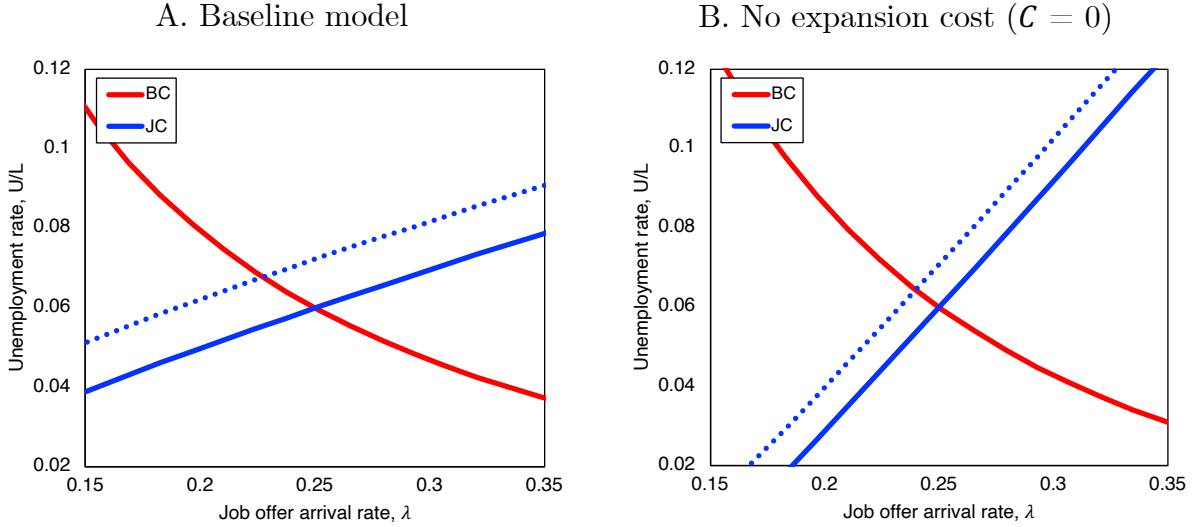 A. Baseline model
0.12
0.1
0.08
0.06
0.04
0.02
0.15
0.2
0.25
0.3
0.35
Unemployment rate, U/L
Job offer arrival rate, λ
BC
JC
B. No expansion cost (C = 0)
0.12
0.1
0.08
0.06
0.04
0.02
0.15
0.2
0.25
0.3
0.35
Unemployment rate, U/L
Job offer arrival rate, λ
BC
JC